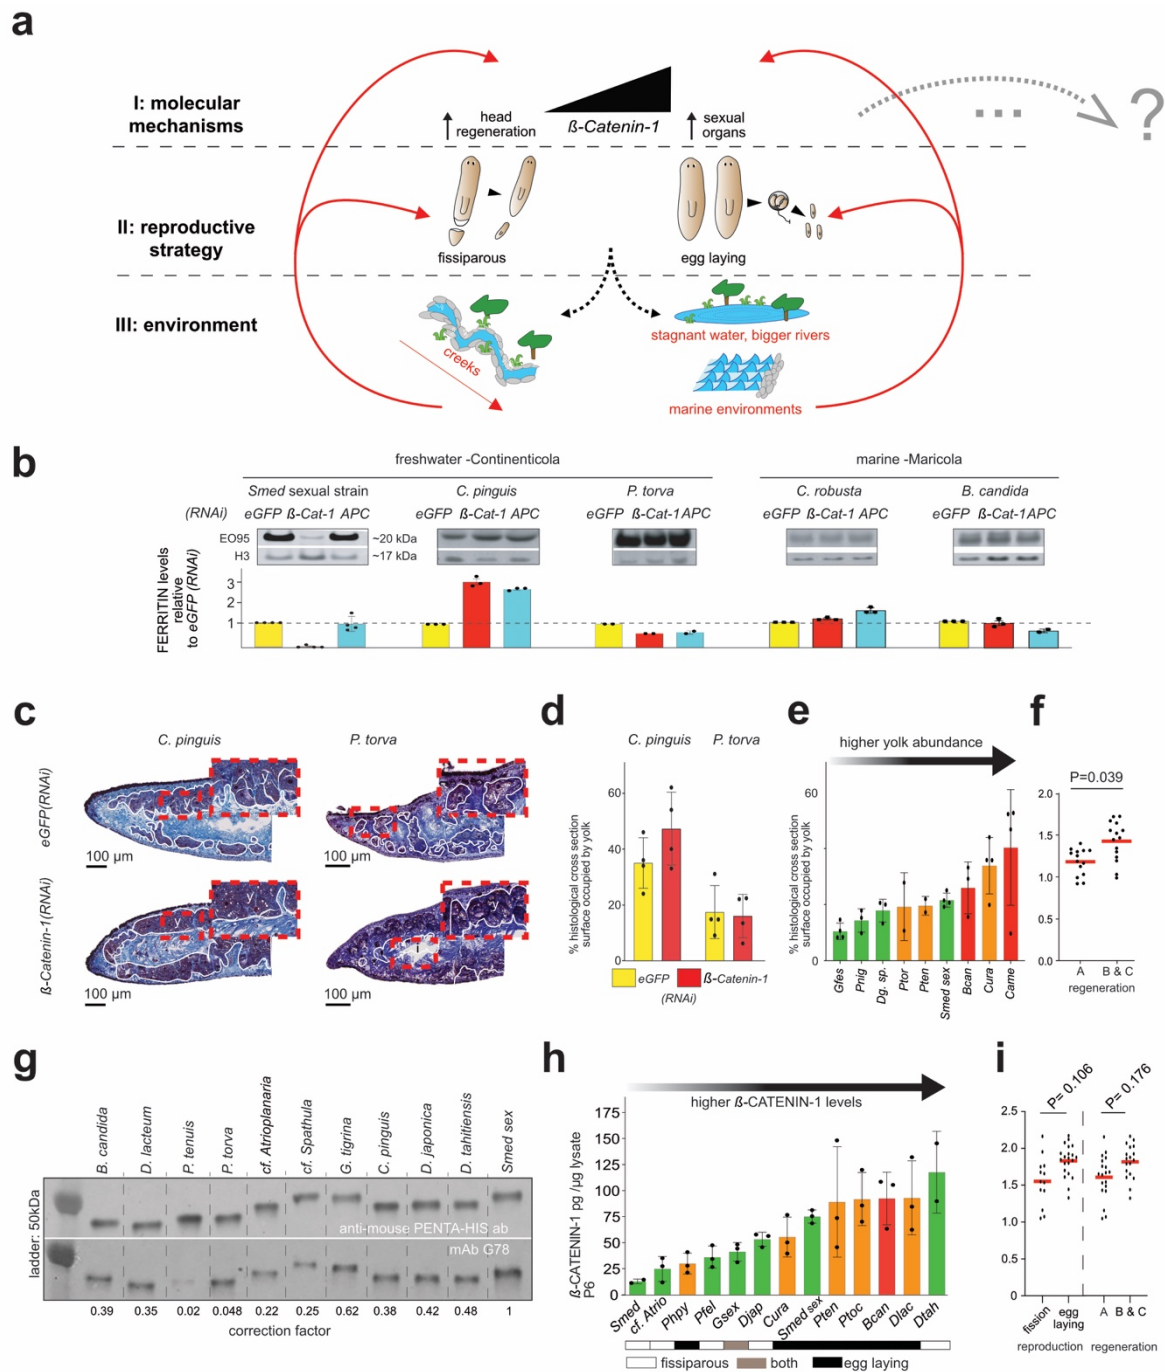 a
I: molecular
mechanisms
head
regeneration
ß-Catenin-1
sexual
organs
...
?
II: reproductive
strategy
fissiparous
egg laying
III: environment
creeks
stagnant water, bigger rivers
marine environments
b
freshwater -Continenticola
marine -Maricola
Smed sexual strain
C. pinguis
P. torva
C. robusta
B. candida
(RNAi)
eGFP ß-Cat-1 APC
eGFP ß-Cat-1 APC
eGFP ß-Cat-1 APC
eGFP ß-Cat-1 APC
eGFP ß-Cat-1 APC
EO95
~20 kDa
H3
~17 kDa
FERRITIN levels
relative
to eGFP (RNAi)
3
2
1
c
C. pinguis
P. torva
eGFP(RNAi)
100 µm
100 µm
ß-Catenin-1(RNAi)
100 µm
100 µm
y
y
y
y
y
i
d
C. pinguis
P. torva
% histological cross section
surface occupied by yolk
60
40
20
0
eGFP
ß-Catenin-1
(RNAi)
e
higher yolk abundance
% histological cross section
surface occupied by yolk
60
40
20
0
Gfes
Pnig
Dg. sp.
Ptor
Pten
Smed sex
Bcan
Cura
Came
f
P=0.039
2.0
1.5
1.0
0.5
0.0
A
B & C
regeneration
g
B. candida
D. lacteum
P. tenuis
P. torva
cf. Atrioplanaria
cf. Spathula
G. tigrina
C. pinguis
D. japonica
D. tahitiensis
Smed sex
ladder: 50kDa
anti-mouse PENTA-HIS ab
mAb G78
0.39 0.35 0.02 0.048 0.22 0.25 0.62 0.38 0.42 0.48 1
correction factor
h
higher ß-CATENIN-1 levels
ß-CATENIN-1 pg /µg lysate
P6
175
150
125
100
75
50
25
0
Smed
cf. Atrio
Phpy
Pfel
Gsex
Djap
Cura
Smed sex
Pten
Ptoc
Bcan
Dlac
Dtah
fissiparous
both
egg laying
i
P= 0.106
P= 0.176
2.5
2.0
1.5
1.0
0.5
0
fission
egg
laying
A
B & C
reproduction
regeneration